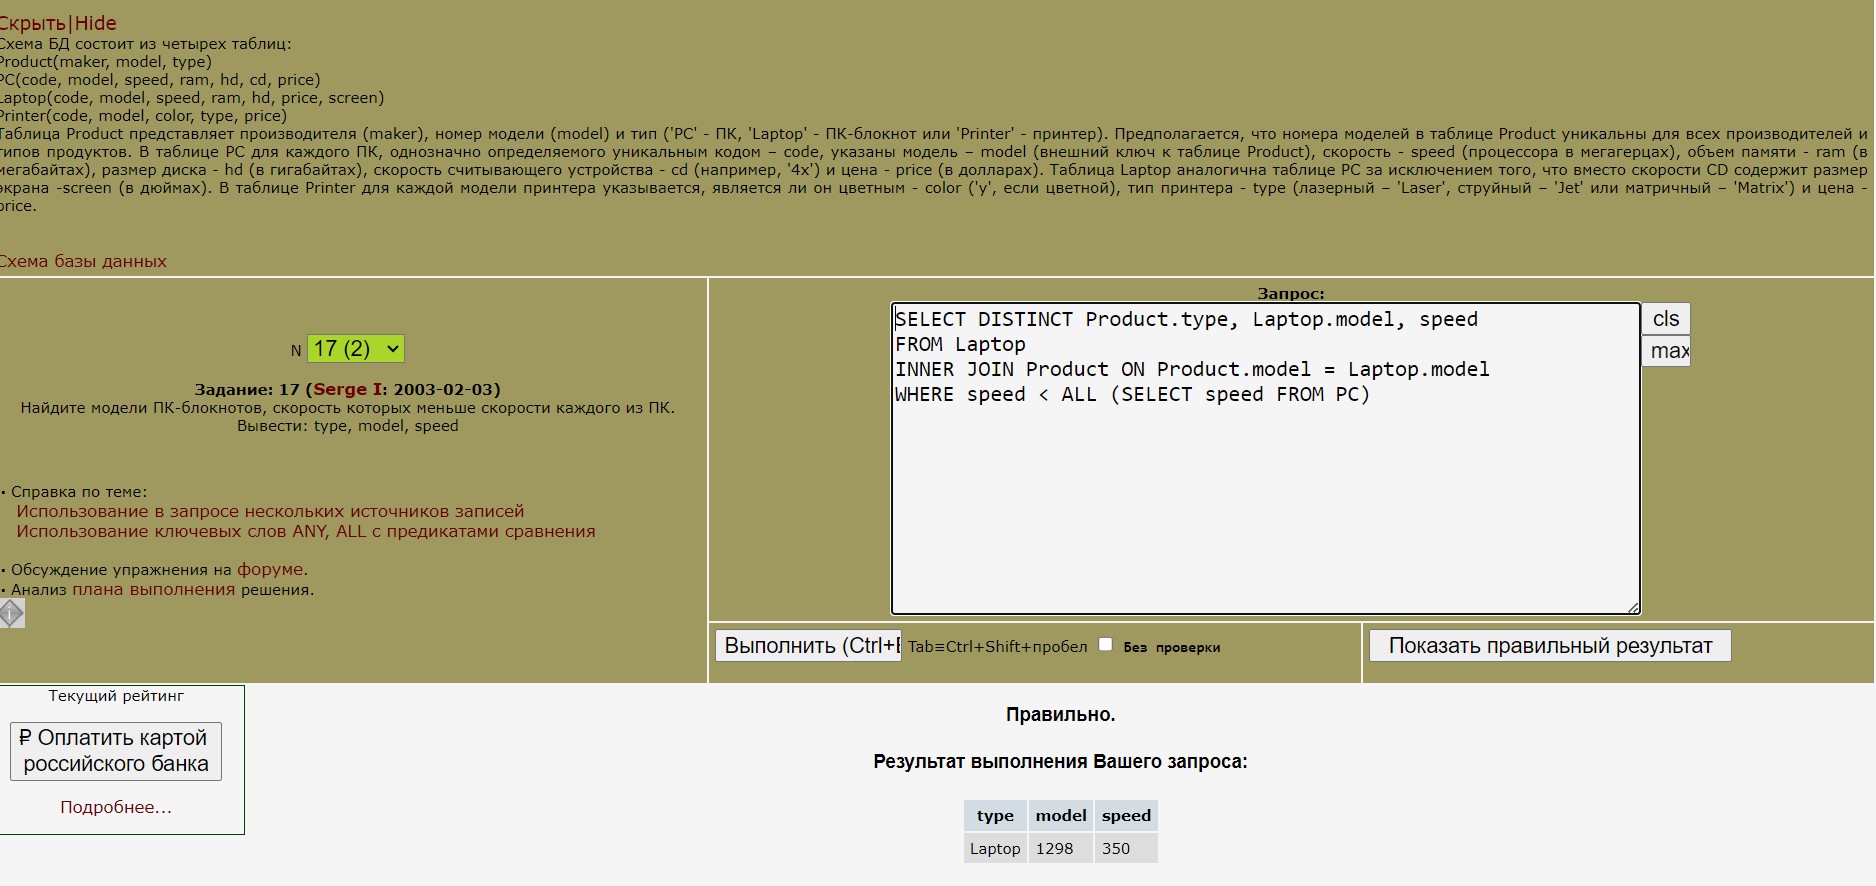 Скрыть|Hide
Схема БД состоит из четырех таблиц:
Product(maker, model, type)
PC(code, model, speed, ram, hd, cd, price)
Laptop(code, model, speed, ram, hd, price, screen)
Printer(code, model, color, type, price)
Таблица Product представляет производителя (maker), номер модели (model) и тип ('PC' - ПК, 'Laptop' - ПК-блокнот или 'Printer' - принтер). Предполагается, что номера моделей в таблице Product уникальны для всех производителей и
типов продуктов. В таблице PC для каждого ПК, однозначно определяемого уникальным кодом – code, указаны модель – model (внешний ключ к таблице Product), скорость - speed (процессора в мегагерцах), объем памяти - ram (в
мегабайтах), размер диска - hd (в гигабайтах), скорость считывающего устройства - cd (например, '4x') и цена - price (в долларах). Таблица Laptop аналогична таблице РС за исключением того, что вместо скорости CD содержит размер
экрана -screen (в дюймах). В таблице Printer для каждой модели принтера указывается, является ли он цветным - color ('y', если цветной), тип принтера - type (лазерный – 'Laser', струйный – 'Jet' или матричный – 'Matrix') и цена -
price.
Схема базы данных
N 17 (2)
Задание: 17 (Serge I: 2003-02-03)
Найдите модели ПК-блокнотов, скорость которых меньше скорости каждого из ПК.
Вывести: type, model, speed
• Справка по теме:
Использование в запросе нескольких источников записей
Использование ключевых слов ANY, ALL с предикатами сравнения
• Обсуждение упражнения на форуме.
• Анализ плана выполнения решения.
i
Запрос:
SELECT DISTINCT Product.type, Laptop.model, speed
FROM Laptop
INNER JOIN Product ON Product.model = Laptop.model
WHERE speed < ALL (SELECT speed FROM PC)
cls
max
Выполнить (Ctrl+E Tab≡Ctrl+Shift+пробел Без проверки
Показать правильный результат
Текущий рейтинг
₽ Оплатить картой
российского банка
Подробнее...
Правильно.
Результат выполнения Вашего запроса:
type model speed
Laptop 1298 350